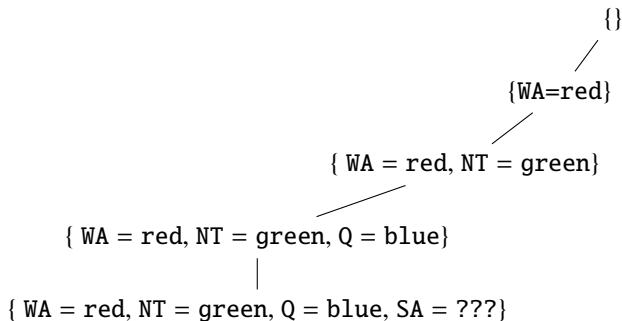 {}
{WA=red}
{ WA = red, NT = green}
{ WA = red, NT = green, Q = blue}
{ WA = red, NT = green, Q = blue, SA = ???}